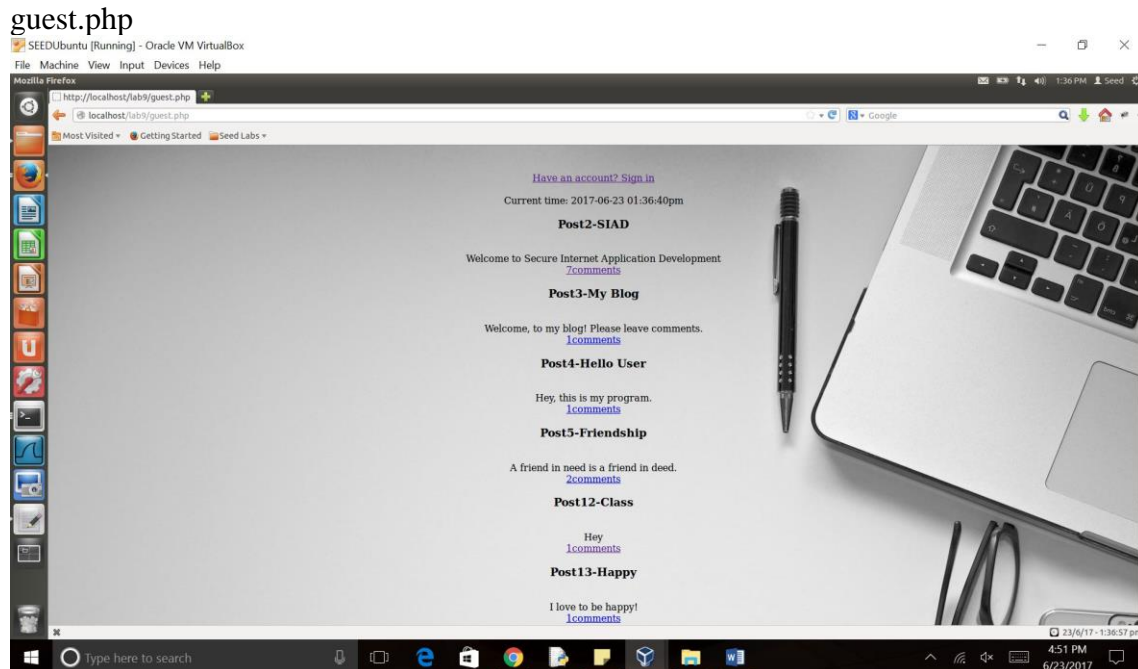 guest.php
SEEDUbuntu [Running] - Oracle VM VirtualBox
File Machine View Input Devices Help
Mozilla Firefox
1:36 PM Seed
http://localhost/lab9/guest.php
localhost/lab9/guest.php
Google
Most Visited Getting Started Seed Labs
Have an account? Sign in
Current time: 2017-06-23 01:36:40pm
Post2-SIAD
Welcome to Secure Internet Application Development
7comments
Post3-My Blog
Welcome, to my blog! Please leave comments.
1comments
Post4-Hello User
Hey, this is my program.
1comments
Post5-Friendship
A friend in need is a friend in deed.
2comments
Post12-Class
Hey
1comments
Post13-Happy
I love to be happy!
1comments
23/6/17 - 1:36:57 pm
Type here to search
4:51 PM
6/23/2017